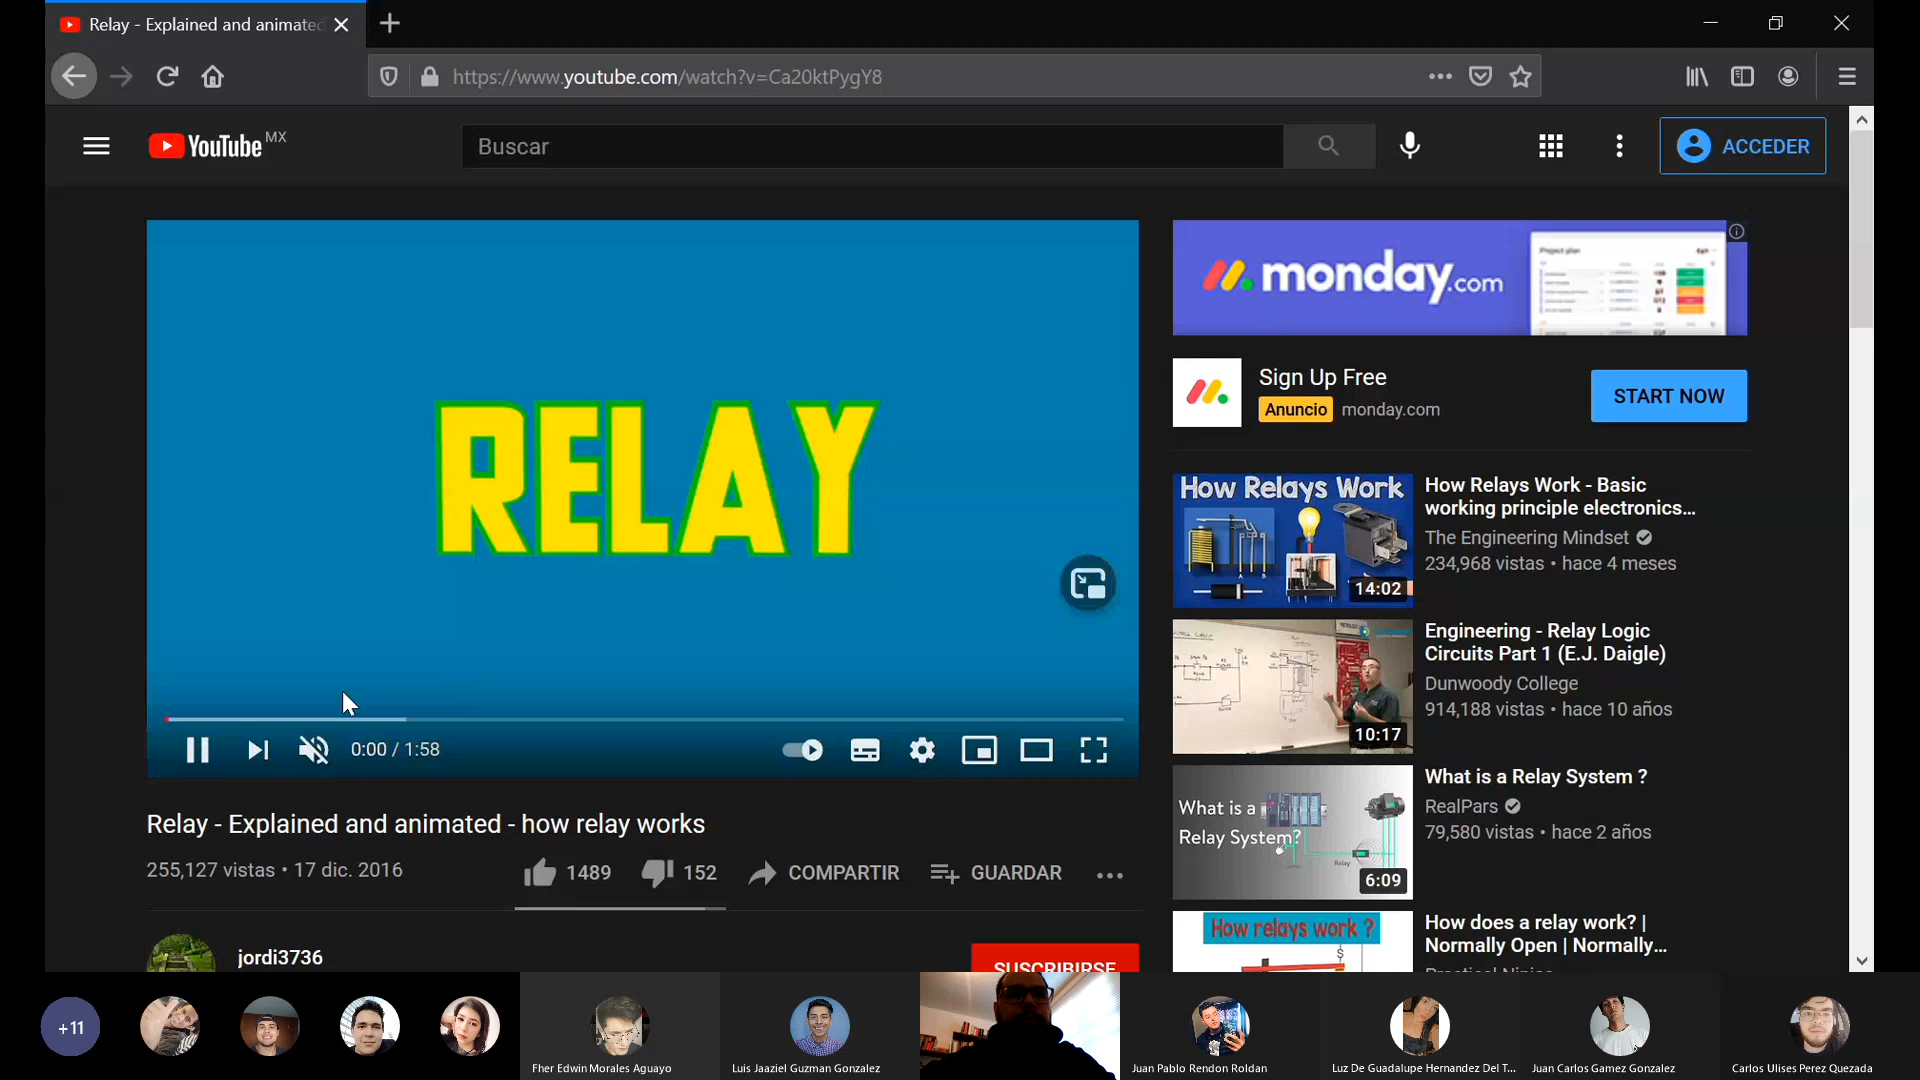 Relay - Explained and animated
https://www.youtube.com/watch?v=Ca20ktPygY8
YouTube MX
Buscar
ACCEDER
RELAY
0:00 / 1:58
Relay - Explained and animated - how relay works
255,127 vistas • 17 dic. 2016
1489
152
COMPARTIR
GUARDAR
jordi3736
SUSCRIBIRSE
monday.com
Project plan
Sign Up Free
Anuncio monday.com
START NOW
How Relays Work
A B
14:02
How Relays Work - Basic
working principle electronics...
The Engineering Mindset
234,968 vistas • hace 4 meses
10:17
Engineering - Relay Logic
Circuits Part 1 (E.J. Daigle)
Dunwoody College
914,188 vistas • hace 10 años
What is a
Relay System?
Relay
6:09
What is a Relay System ?
RealPars
79,580 vistas • hace 2 años
How relays work ?
How does a relay work? |
Normally Open | Normally...
+11
Fher Edwin Morales Aguayo
Luis Jaaziel Guzman Gonzalez
Juan Pablo Rendon Roldan
Luz De Guadalupe Hernandez Del T...
Juan Carlos Gamez Gonzalez
Carlos Ulises Perez Quezada